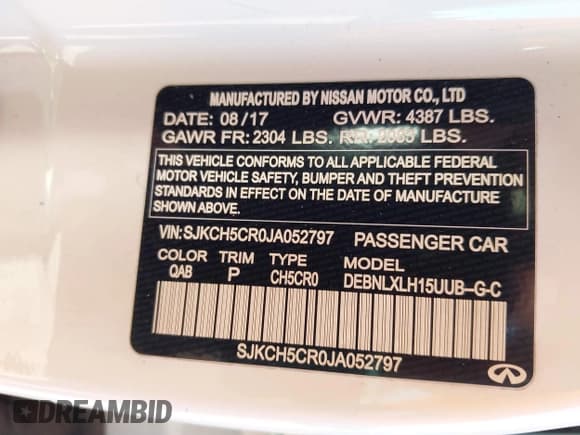 MANUFACTURED BY NISSAN MOTOR CO., LTD
DATE: 08/17 GVWR: 4387 LBS.
GAWR FR: 2304 LBS. RR: LBS.
THIS VEHICLE CONFORMS TO ALL APPLICABLE FEDERAL
MOTOR VEHICLE SAFETY, BUMPER AND THEFT PREVENTION
STANDARDS IN EFFECT ON THE DATE OF MANUFACTURE
SHOWN ABOVE.
VIN:SJKCH5CR0JA052797 PASSENGER CAR
COLOR TRIM TYPE MODEL
QAB P CH5CR0 DEBNLXLH15UUB-G-C
SJKCH5CR0JA052797
DREAMBID